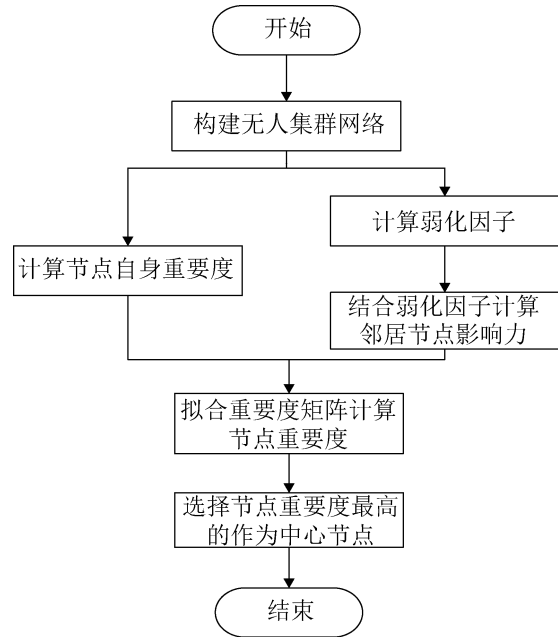 开始
构建无人集群网络
计算弱化因子
计算节点自身重要度
结合弱化因子计算
邻居节点影响力
拟合重要度矩阵计算
节点重要度
选择节点重要度最高
的作为中心节点
结束